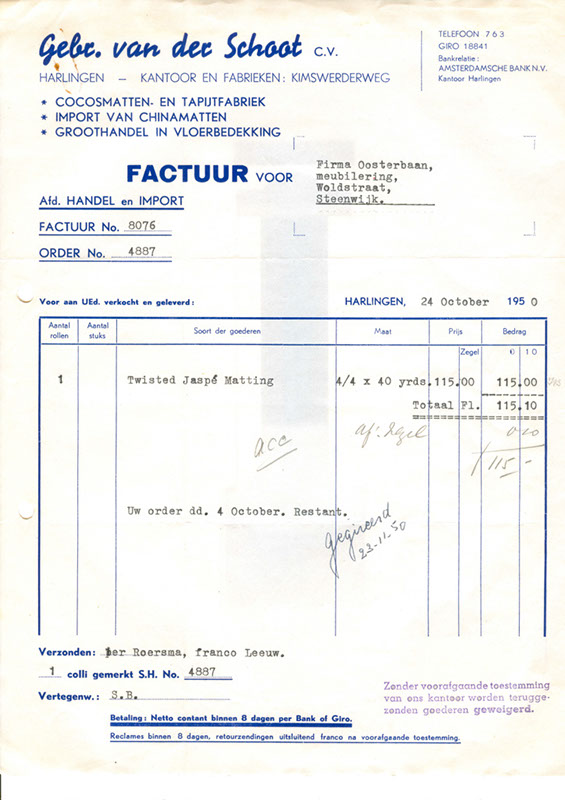 Gebr. van der Schoot C.V.
HARLINGEN — KANTOOR EN FABRIEKEN: KIMSWERDERWEG
TELEFOON 763
GIRO 18841
Bankrelatie:
AMSTERDAMSCHE BANK N.V.
Kantoor Harlingen
* COCOSMATTEN- EN TAPIJTFABRIEK
* IMPORT VAN CHINAMATTEN
* GROOTHANDEL IN VLOERBEDEKKING
FACTUUR VOOR
Firma Oosterbaan,
meubilering,
Woldstraat,
Steenwijk.
Afd. HANDEL en IMPORT
FACTUUR No. 8076
ORDER No. 4887
Voor aan UEd. verkocht en geleverd:
HARLINGEN, 24 October 1950
Aantal rollen Aantal stuks Soort der goederen Maat Prijs Bedrag
Zegel 0 10
1 Twisted Jaspé Matting 4/4 x 40 yrds. 115.00 115.00
Totaal Fl. 115.10
af: zegel 0 10
acc 115 -
Uw order dd. 4 October. Restant.
gegireerd
23-11-50
Verzonden: per Roersma, franco Leeuw.
1 colli gemerkt S.H. No. 4887
Vertegenw.: S.B.
Zonder voorafgaande toestemming
van ons kantoor worden terugge-
zonden goederen geweigerd.
Betaling: Netto contant binnen 8 dagen per Bank of Giro.
Reclames binnen 8 dagen, retourzendingen uitsluitend franco na voorafgaande toestemming.